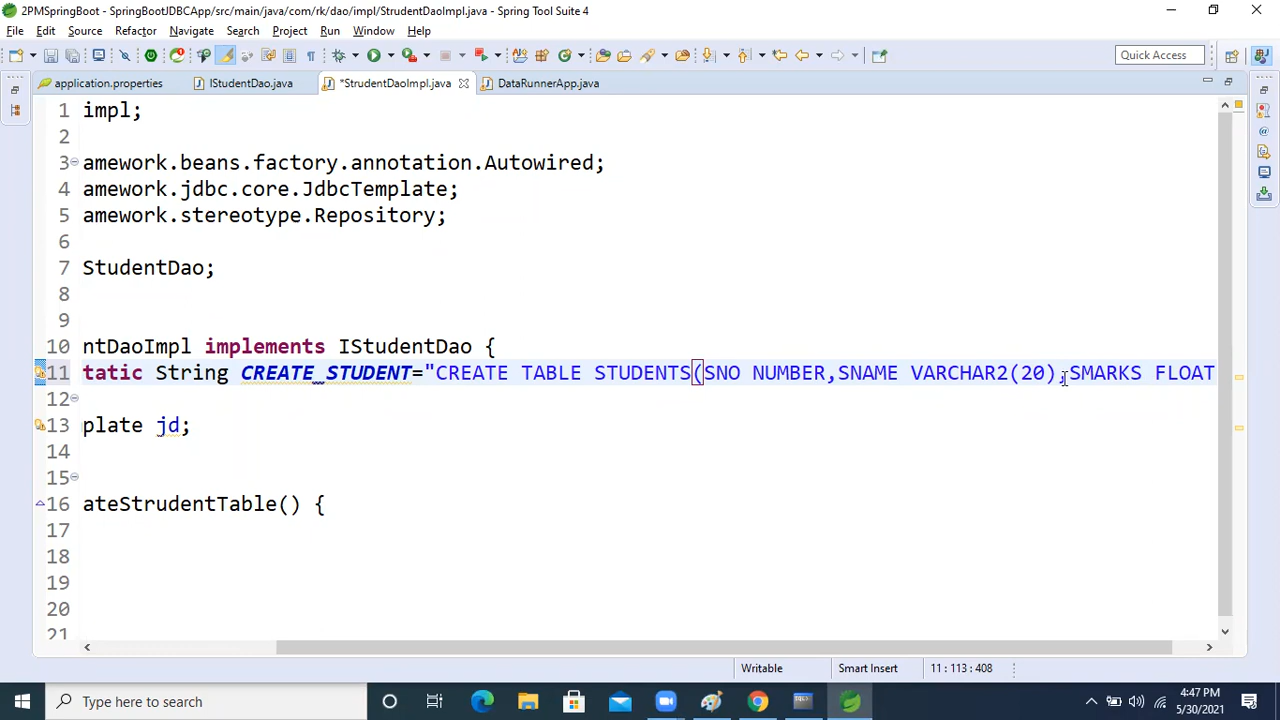 2PMSpringBoot - SpringBootJDBCApp/src/main/java/com/rk/dao/impl/StrudentDaoImpl.java - Spring Tool Suite 4
File Edit Source Refactor Navigate Search Project Run Window Help
Quick Access
application.properties IStudentDao.java *StrudentDaoImpl.java DataRunnerApp.java
1 impl;
2
3 amework.beans.factory.annotation.Autowired;
4 amework.jdbc.core.JdbcTemplate;
5 amework.stereotype.Repository;
6
7 StudentDao;
8
9
10 ntDaoImpl implements IStudentDao {
11 tatic String CREATE_STUDENT="CREATE TABLE STUDENTS(SNO NUMBER,SNAME VARCHAR2(20),SMARKS FLOAT
12
13 plate jd;
14
15
16 ateStrudentTable() {
17
18
19
20
21
Writable Smart Insert 11 : 113 : 408
Type here to search
4:47 PM
5/30/2021